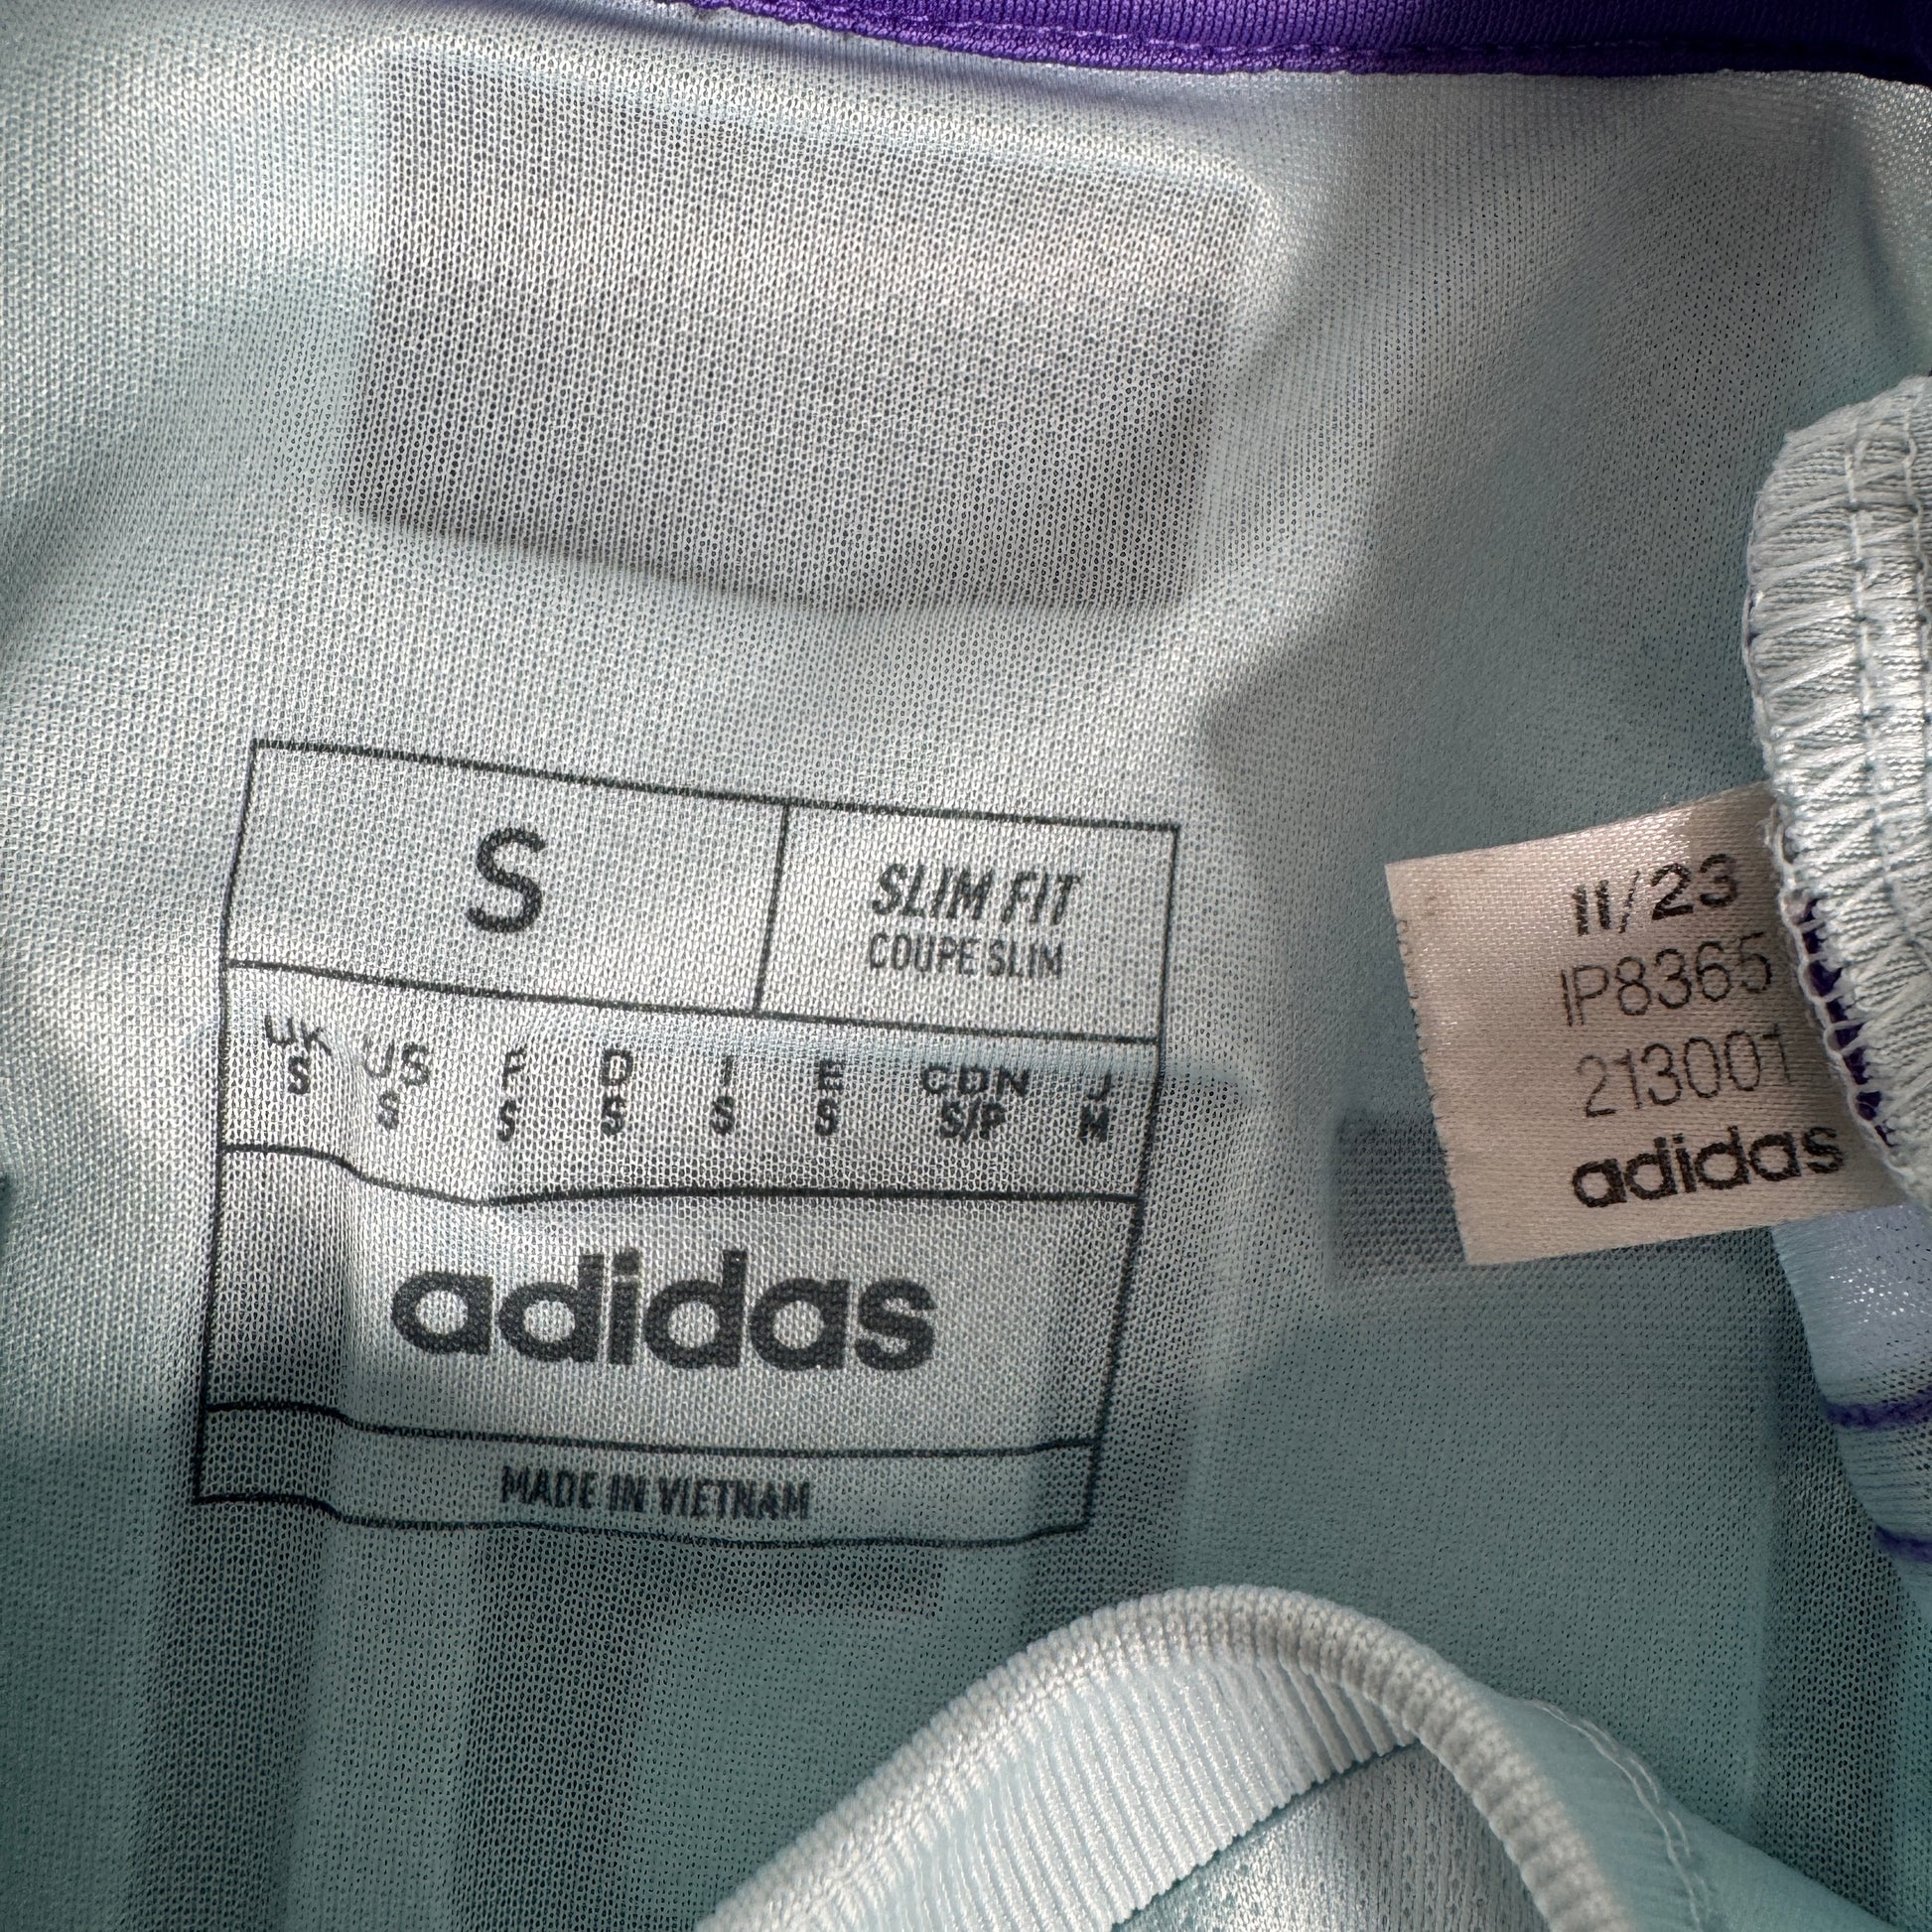 S
SLIM FIT
COUPE SLIM
UK US F D I E CDN J
S S S S S S S/P M
adidas
MADE IN VIETNAM
11/23
IP8365
213001
adidas